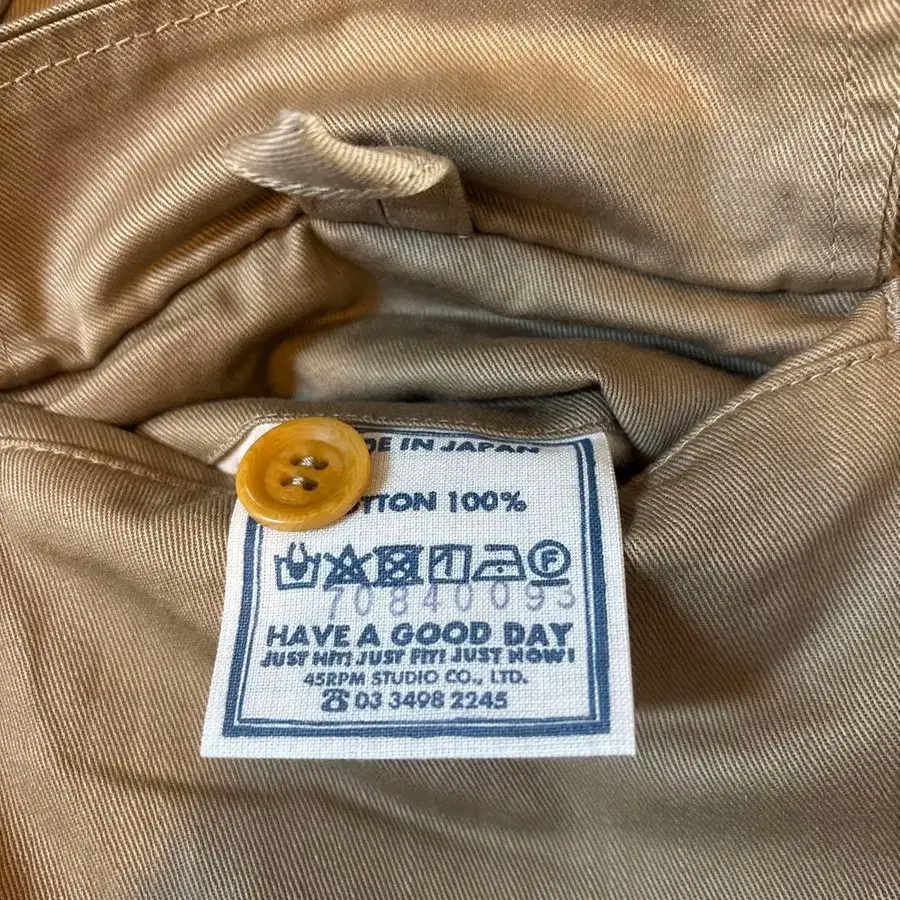 DE IN JAPAN
OTTON 100%
F
70840093
HAVE A GOOD DAY
JUST HIT! JUST FIT! JUST NOW!
45RPM STUDIO CO., LTD.
☎ 03 3498 2245